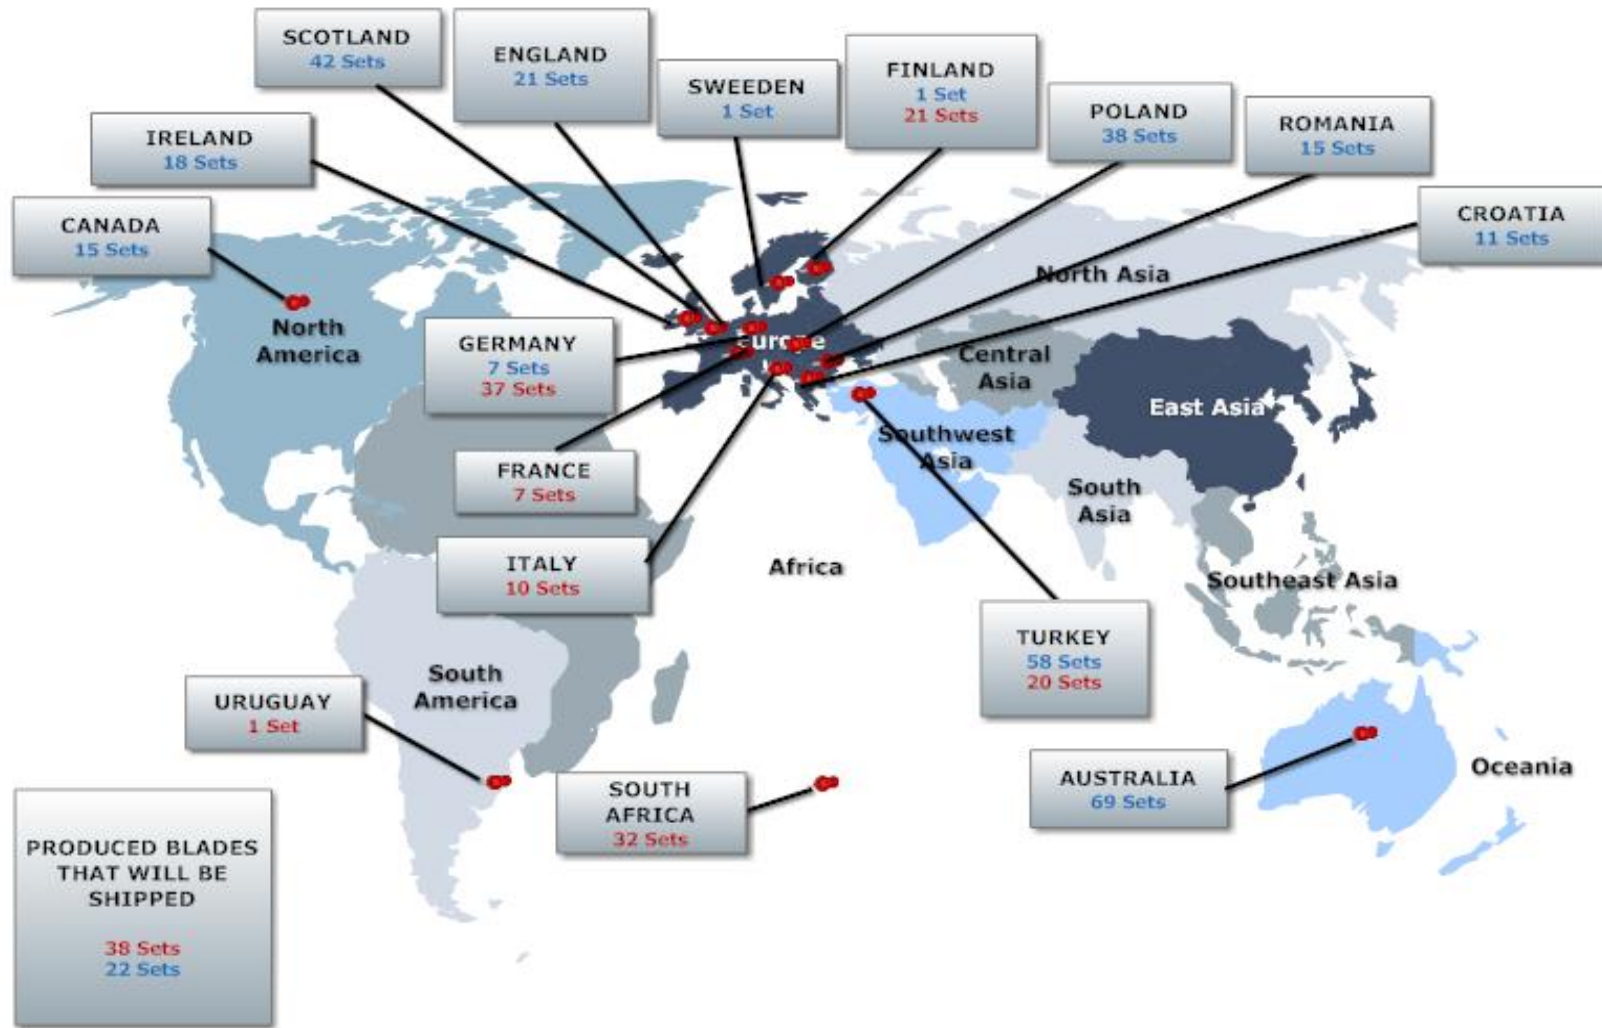 SCOTLAND
42 Sets
ENGLAND
21 Sets
SWEEDEN
1 Set
FINLAND
1 Set
21 Sets
POLAND
38 Sets
ROMANIA
15 Sets
IRELAND
18 Sets
CANADA
15 Sets
CROATIA
11 Sets
North Asia
North
America
GERMANY
7 Sets
37 Sets
Europe
Central
Asia
East Asia
Southwest
Asia
FRANCE
7 Sets
South
Asia
ITALY
10 Sets
Africa
Southeast Asia
TURKEY
58 Sets
20 Sets
South
America
URUGUAY
1 Set
SOUTH
AFRICA
32 Sets
AUSTRALIA
69 Sets
Oceania
PRODUCED BLADES
THAT WILL BE
SHIPPED
38 Sets
22 Sets